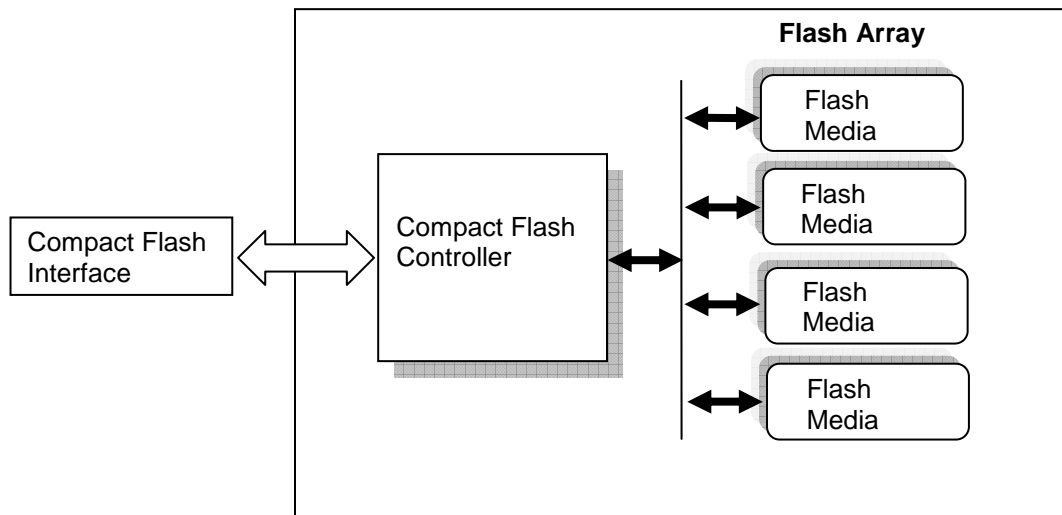 Flash Array
Flash
Media
Flash
Media
Flash
Media
Flash
Media
Compact Flash
Controller
Compact Flash
Interface